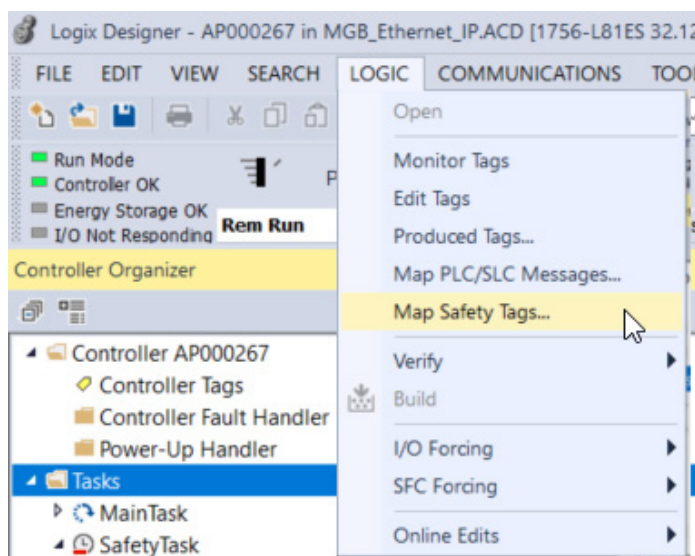 Logix Designer - AP000267 in MGB_Ethernet_IP.ACD [1756-L81ES 32.12
FILE EDIT VIEW SEARCH LOGIC COMMUNICATIONS TOO
Open
Monitor Tags
Edit Tags
Produced Tags...
Map PLC/SLC Messages...
Map Safety Tags...
Verify
Build
I/O Forcing
SFC Forcing
Online Edits
Run Mode
Controller OK
Energy Storage OK
I/O Not Responding
Rem Run
P
Controller Organizer
Controller AP000267
Controller Tags
Controller Fault Handler
Power-Up Handler
Tasks
MainTask
SafetyTask